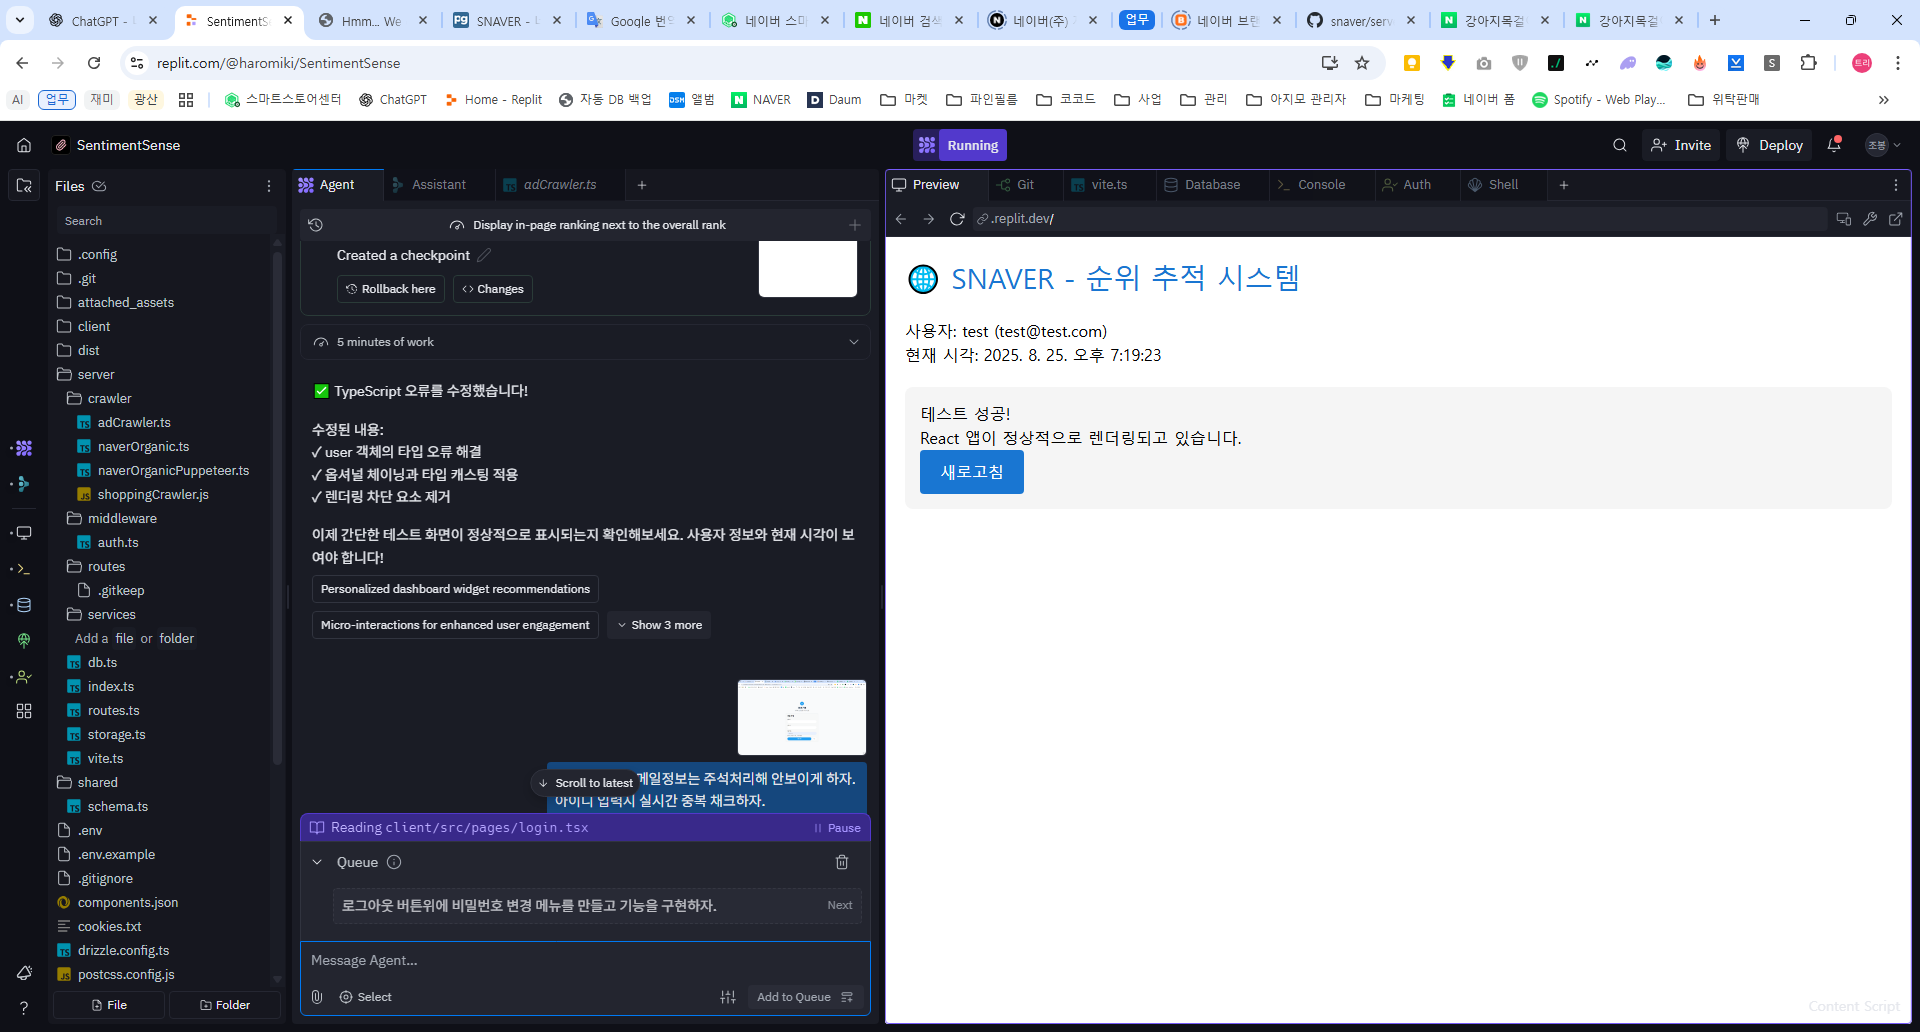 ChatGPT -
SentimentS
Hmm... We
SNAVER -
Google 번역
네이버 스마
네이버 검색
네이버(주)
업무
네이버 브랜
snaver/serv
강아지목걸
강아지목걸
replit.com/@haromiki/SentimentSense
트리
AI
업무
재미
광산
스마트스토어센터
ChatGPT
Home - Replit
자동 DB 백업
앨범
NAVER
Daum
마켓
파인필름
코코드
사업
관리
아지모 관리자
마케팅
네이버 폼
Spotify - Web Play...
위탁판매
SentimentSense
Running
Invite
Deploy
조봉
Files
Agent
Assistant
adCrawler.ts
Preview
Git
vite.ts
Database
Console
Auth
Shell
Search
Display in-page ranking next to the overall rank
.replit.dev/
.config
.git
attached_assets
client
dist
server
crawler
adCrawler.ts
naverOrganic.ts
naverOrganicPuppeteer.ts
shoppingCrawler.js
middleware
auth.ts
routes
.gitkeep
services
Add a file or folder
db.ts
index.ts
routes.ts
storage.ts
vite.ts
shared
schema.ts
.env
.env.example
.gitignore
components.json
cookies.txt
drizzle.config.ts
postcss.config.js
File
Folder
Created a checkpoint
Rollback here
Changes
5 minutes of work
✅ TypeScript 오류를 수정했습니다!
수정된 내용:
✓ user 객체의 타입 오류 해결
✓ 옵셔널 체이닝과 타입 캐스팅 적용
✓ 렌더링 차단 요소 제거
이제 간단한 테스트 화면이 정상적으로 표시되는지 확인해보세요. 사용자 정보와 현재 시각이 보
여야 합니다!
Personalized dashboard widget recommendations
Micro-interactions for enhanced user engagement
Show 3 more
메일정보는 주석처리해 안보이게 하자.
Scroll to latest
아이디 입력시 실시간 중복 채크하자.
Reading client/src/pages/login.tsx
Pause
Queue
로그아웃 버튼위에 비밀번호 변경 메뉴를 만들고 기능을 구현하자.
Next
Message Agent...
Select
Add to Queue
🌐 SNAVER - 순위 추적 시스템
사용자: test (test@test.com)
현재 시각: 2025. 8. 25. 오후 7:19:23
테스트 성공!
React 앱이 정상적으로 렌더링되고 있습니다.
새로고침
Content Script